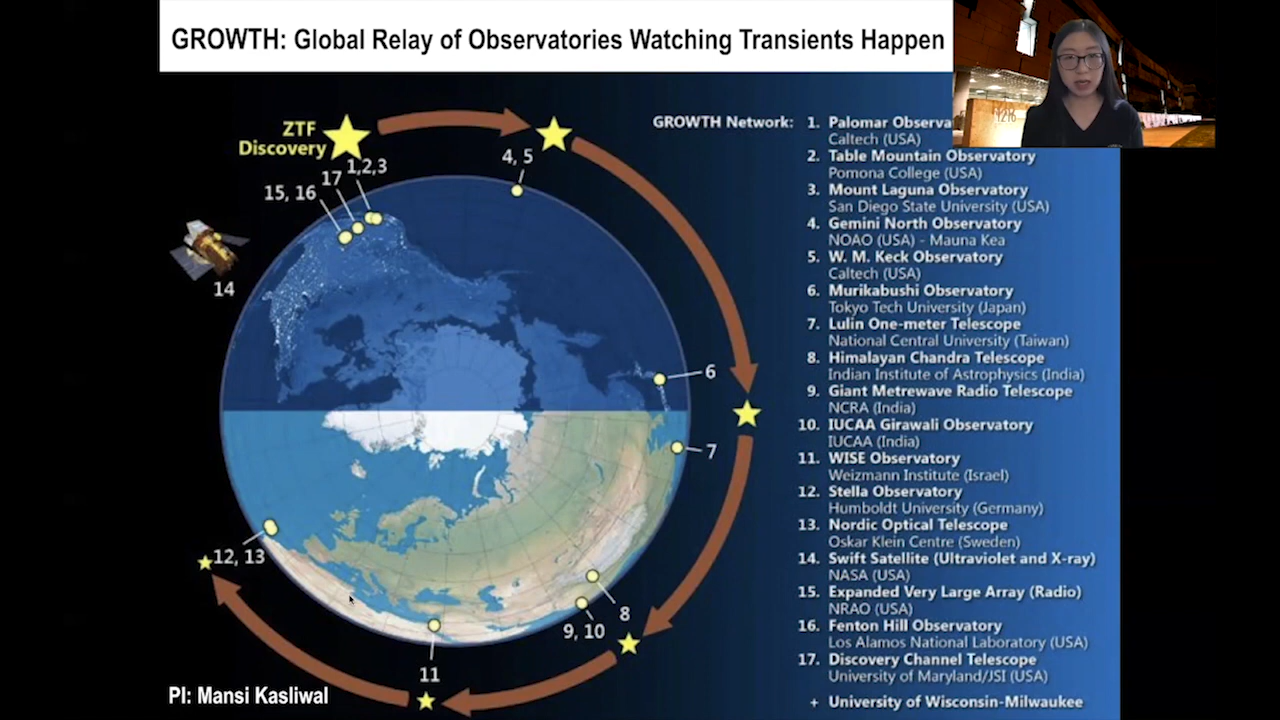 GROWTH: Global Relay of Observatories Watching Transients Happen
ZTF
Discovery
1,2,3
17
15, 16
4, 5
14
6
7
12, 13
8
9, 10
11
PI: Mansi Kasliwal
GROWTH Network:
1. Palomar Observa
Caltech (USA)
2. Table Mountain Observatory
Pomona College (USA)
3. Mount Laguna Observatory
San Diego State University (USA)
4. Gemini North Observatory
NOAO (USA) - Mauna Kea
5. W. M. Keck Observatory
Caltech (USA)
6. Murikabushi Observatory
Tokyo Tech University (Japan)
7. Lulin One-meter Telescope
National Central University (Taiwan)
8. Himalayan Chandra Telescope
Indian Institute of Astrophysics (India)
9. Giant Metrewave Radio Telescope
NCRA (India)
10. IUCAA Girawali Observatory
IUCAA (India)
11. WISE Observatory
Weizmann Institute (Israel)
12. Stella Observatory
Humboldt University (Germany)
13. Nordic Optical Telescope
Oskar Klein Centre (Sweden)
14. Swift Satellite (Ultraviolet and X-ray)
NASA (USA)
15. Expanded Very Large Array (Radio)
NRAO (USA)
16. Fenton Hill Observatory
Los Alamos National Laboratory (USA)
17. Discovery Channel Telescope
University of Maryland/JSI (USA)
+ University of Wisconsin-Milwaukee